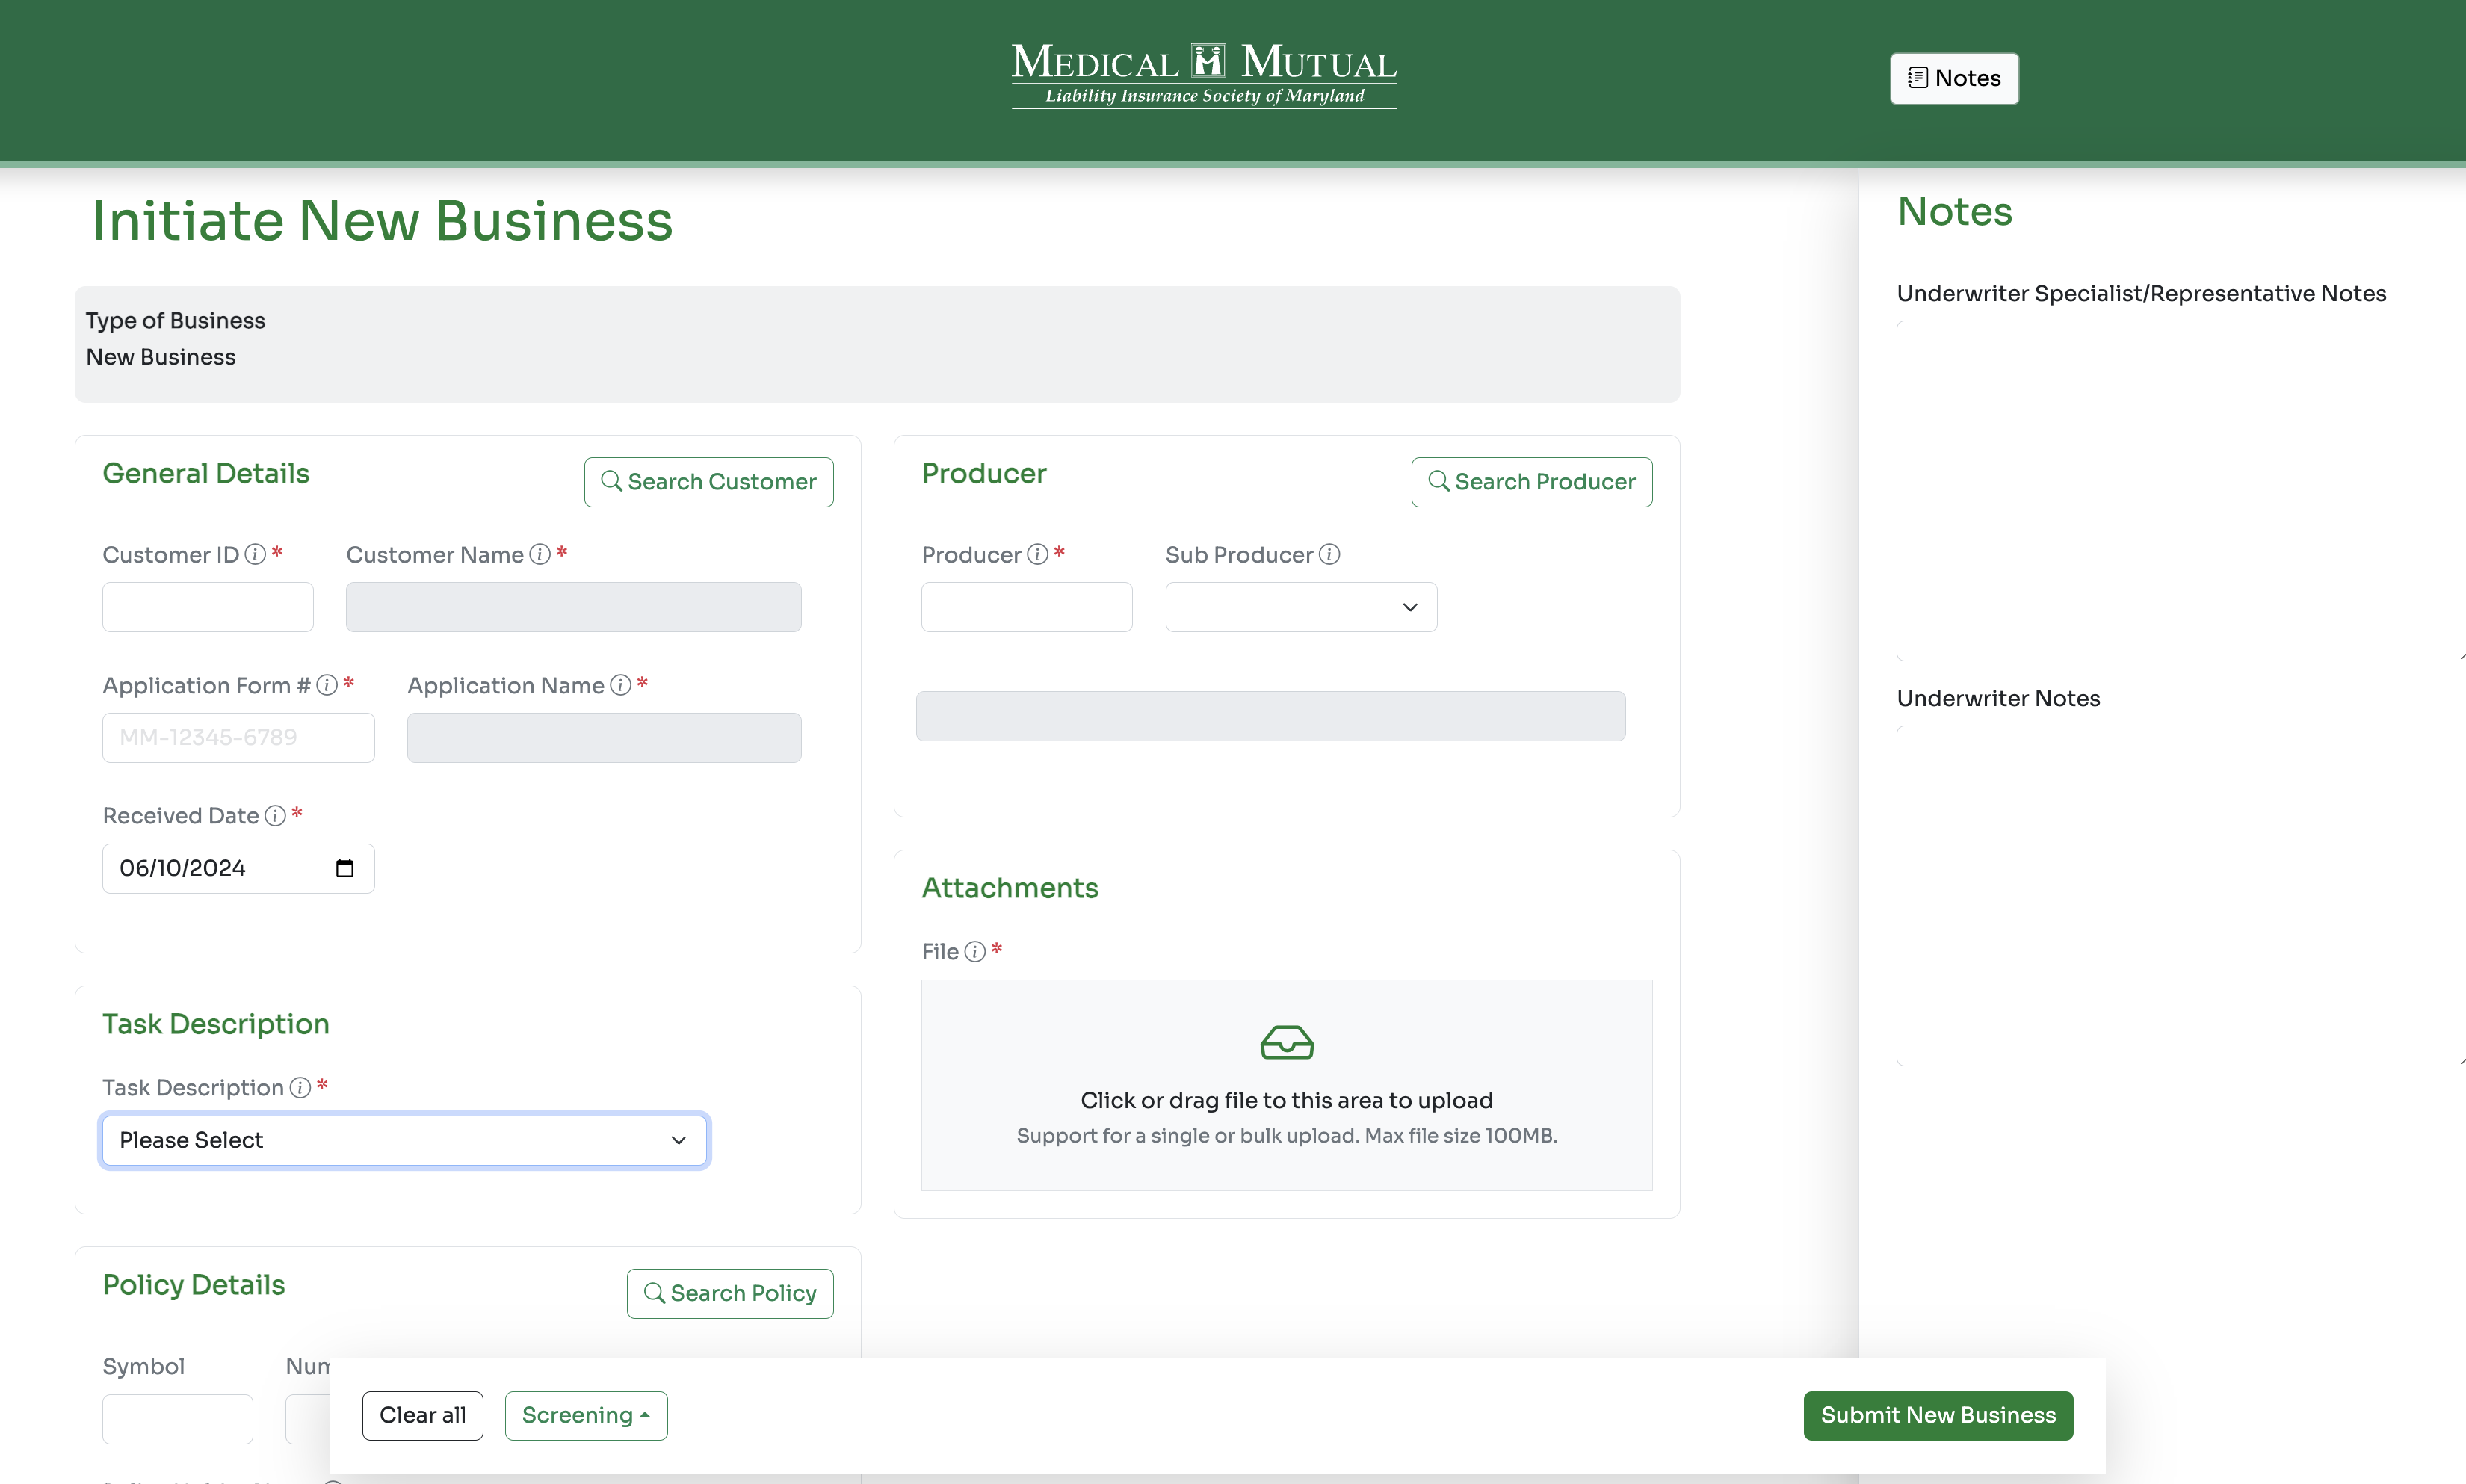 MEDICAL MUTUAL
Liability Insurance Society of Maryland
Notes
Initiate New Business
Type of Business
New Business
General Details
Search Customer
Customer ID *
Customer Name *
Application Form # *
Application Name *
MM-12345-6789
Received Date *
06/10/2024
Task Description
Task Description *
Please Select
Policy Details
Search Policy
Symbol
Producer
Search Producer
Producer *
Sub Producer
Attachments
File *
Click or drag file to this area to upload
Support for a single or bulk upload. Max file size 100MB.
Notes
Underwriter Specialist/Representative Notes
Underwriter Notes
Clear all
Screening
Submit New Business